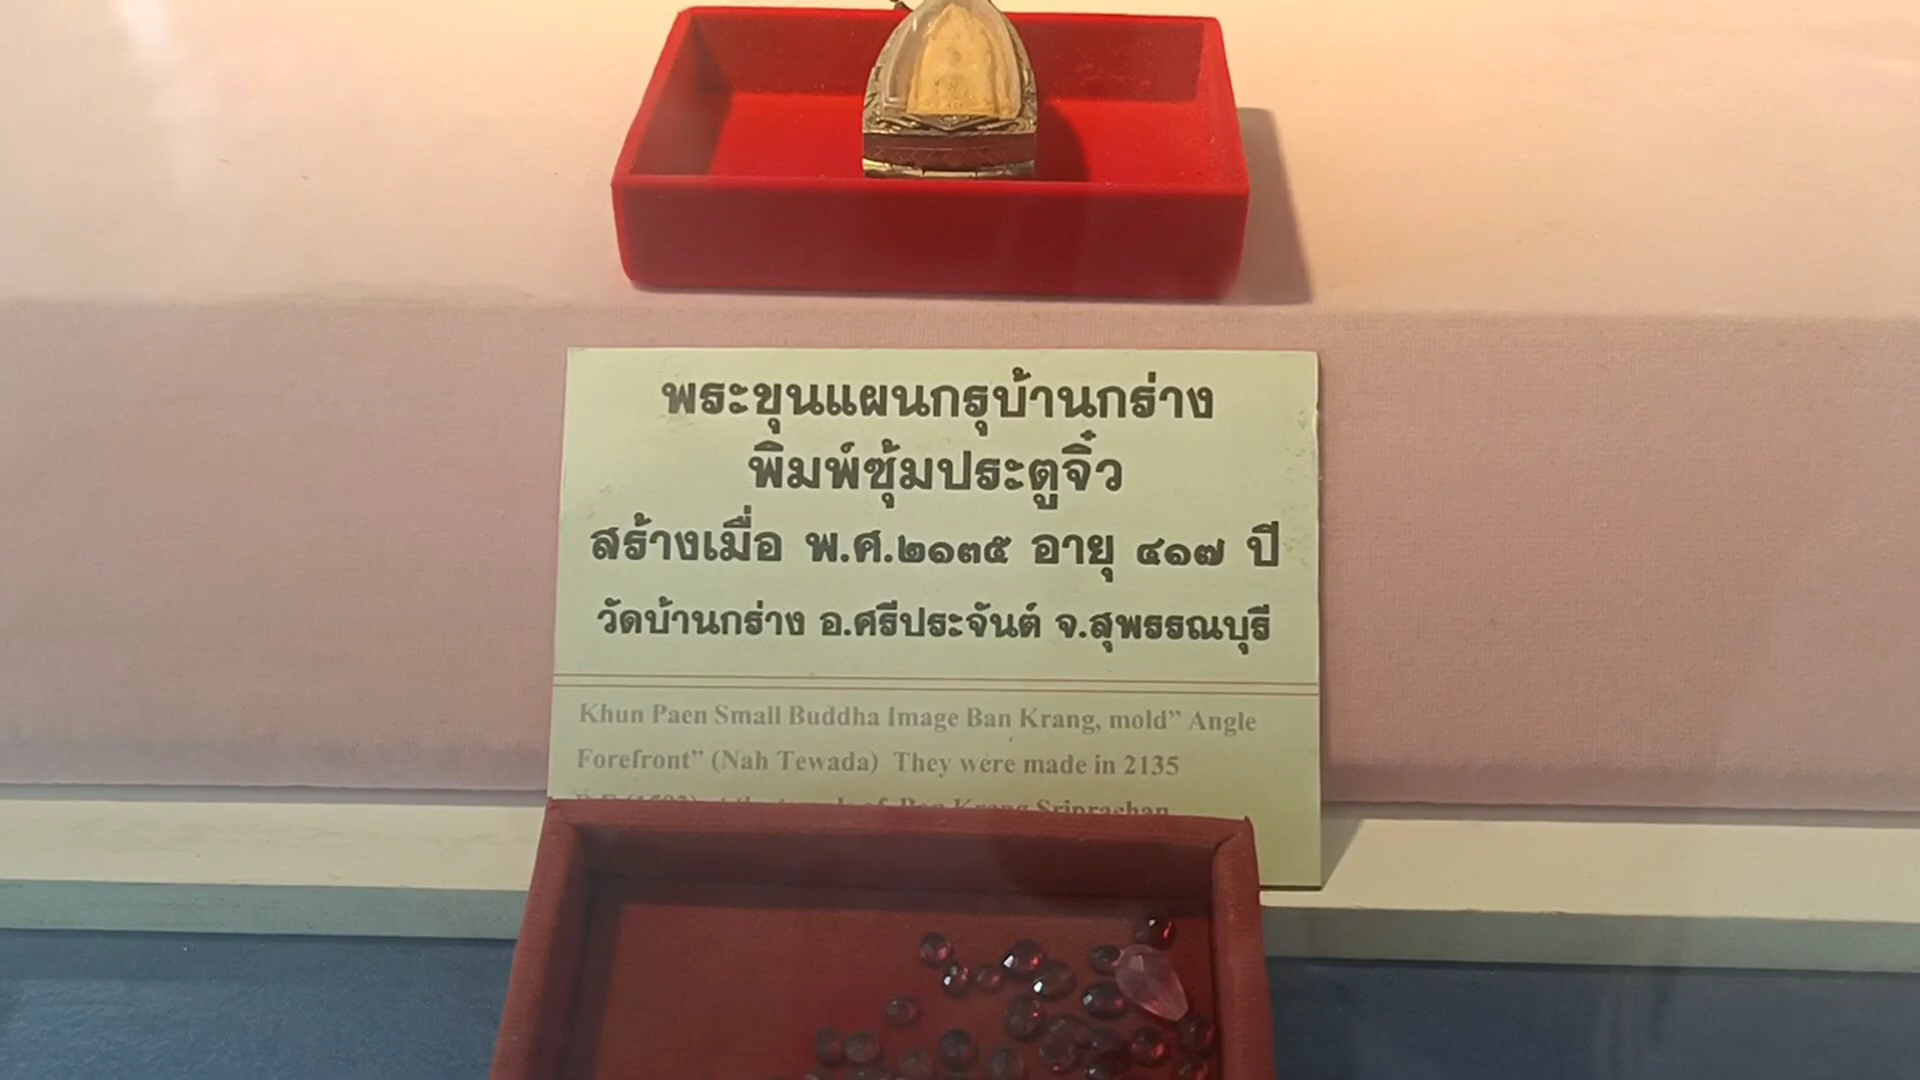 พระขุนแผนกรุบ้านกร่าง
พิมพ์ซุ้มประตูจิ๋ว
สร้างเมื่อ พ.ศ.๒๑๓๕ อายุ ๔๑๗ ปี
วัดบ้านกร่าง อ.ศรีประจันต์ จ.สุพรรณบุรี
Khun Paen Small Buddha Image Ban Krang, mold” Angle
Forefront” (Nah Tewada) They were made in 2135
Ban Krang Sriprachan